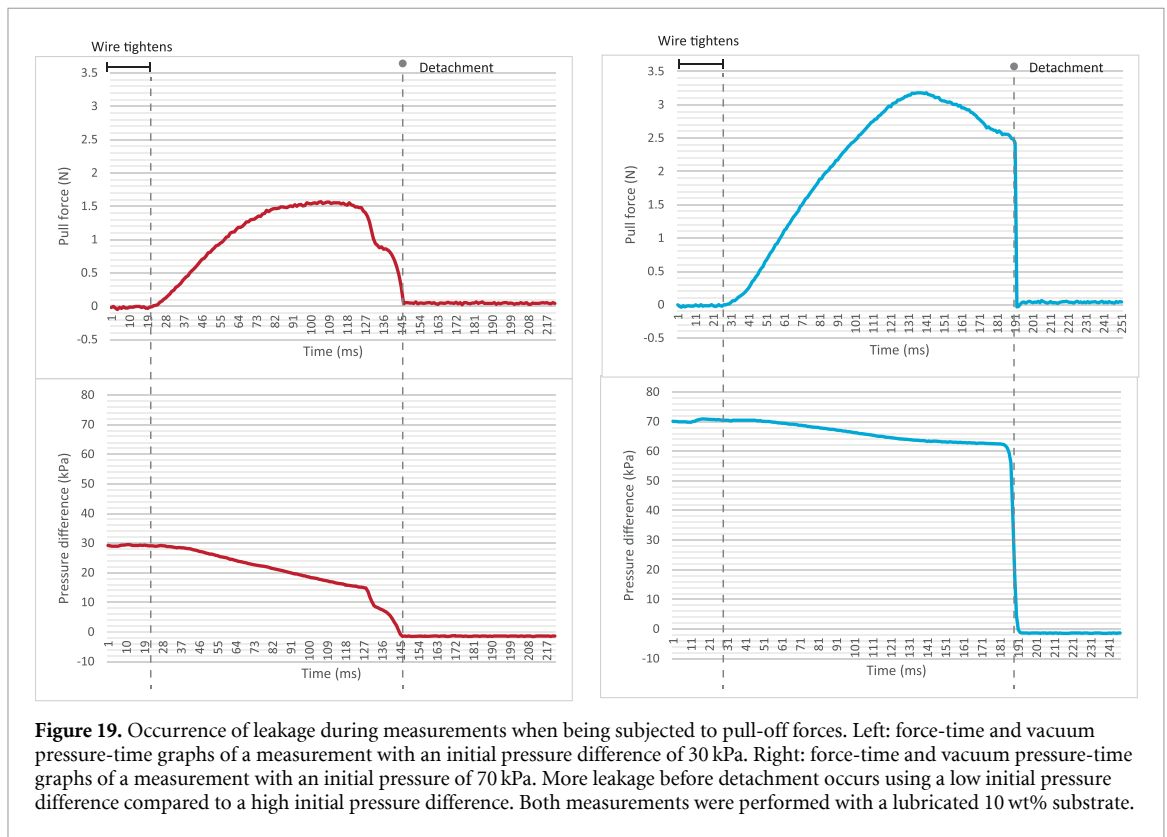 Wire tightens
Detachment
3.5
3
2.5
2
1.5
1
0.5
0
-0.5
Pull force (N)
1 10 19 28 37 46 55 64 73 82 91 100 109 118 127 136 145 154 163 172 181 190 199 208 217
Time (ms)
Wire tightens
Detachment
3.5
3
2.5
2
1.5
1
0.5
0
-0.5
Pull force (N)
1 11 21 31 41 51 61 71 81 91 101 111 121 131 141 151 161 171 181 191 201 211 221 231 241 251
Time (ms)
80
70
60
50
40
30
20
10
0
-10
Pressure difference (kPa)
1 10 19 28 37 46 55 64 73 82 91 100 109 118 127 136 145 154 163 172 181 190 199 208 217
Time (ms)
80
70
60
50
40
30
20
10
0
-10
Pressure difference (kPa)
1 11 21 31 41 51 61 71 81 91 101 111 121 131 141 151 161 171 181 191 201 211 221 231 241
Time (ms)
Figure 19. Occurrence of leakage during measurements when being subjected to pull-off forces. Left: force-time and vacuum
pressure-time graphs of a measurement with an initial pressure difference of 30 kPa. Right: force-time and vacuum pressure-time
graphs of a measurement with an initial pressure of 70 kPa. More leakage before detachment occurs using a low initial pressure
difference compared to a high initial pressure difference. Both measurements were performed with a lubricated 10 wt% substrate.